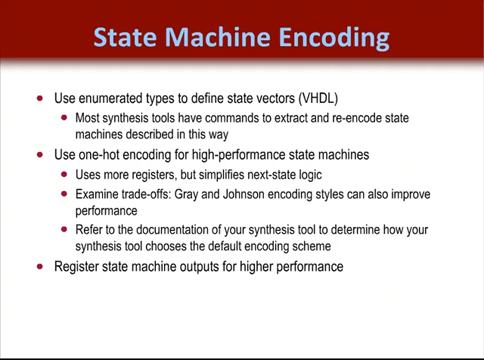 State Machine Encoding
• Use enumerated types to define state vectors (VHDL)
• Most synthesis tools have commands to extract and re-encode state
machines described in this way
• Use one-hot encoding for high-performance state machines
• Uses more registers, but simplifies next-state logic
• Examine trade-offs: Gray and Johnson encoding styles can also improve
performance
• Refer to the documentation of your synthesis tool to determine how your
synthesis tool chooses the default encoding scheme
• Register state machine outputs for higher performance